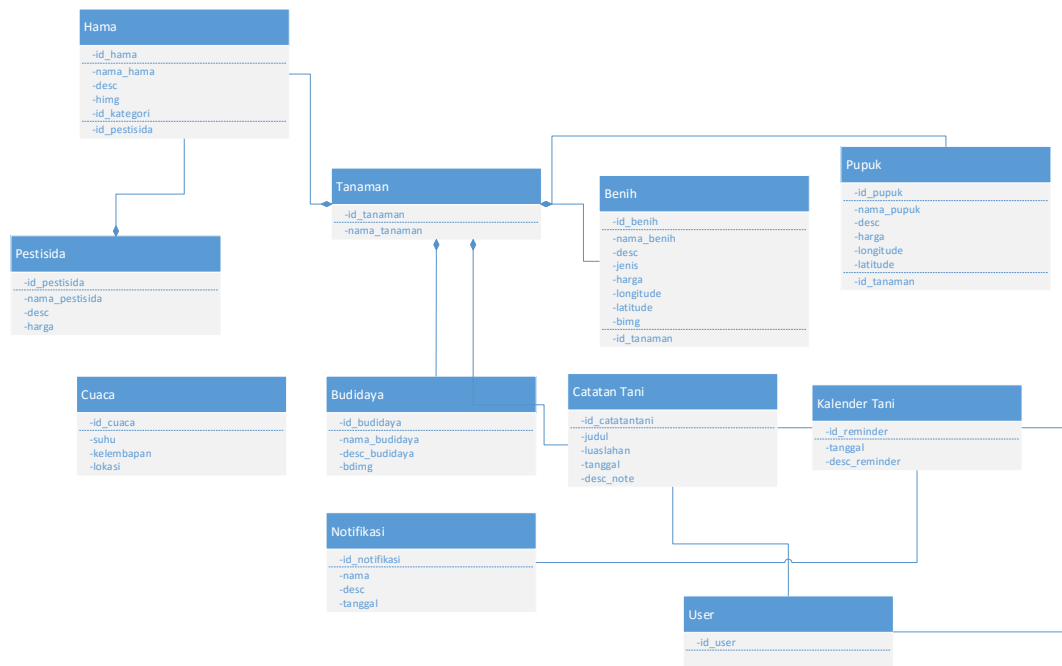 Hama
-id_hama
-nama_hama
-desc
-himg
-id_kategori
-id_pestisida
Pestisida
-id_pestisida
-nama_pestisida
-desc
-harga
Tanaman
-id_tanaman
-nama_tanaman
Benih
-id_benih
-nama_benih
-desc
-jenis
-harga
-longitude
-latitude
-bimg
-id_tanaman
Pupuk
-id_pupuk
-nama_pupuk
-desc
-harga
-longitude
-latitude
-id_tanaman
Cuaca
-id_cuaca
-suhu
-kelembapan
-lokasi
Budidaya
-id_budidaya
-nama_budidaya
-desc_budidaya
-bdimg
Catatan Tani
-id_catatantani
-judul
-luaslahan
-tanggal
-desc_note
Kalender Tani
-id_reminder
-tanggal
-desc_reminder
Notifikasi
-id_notifikasi
-nama
-desc
-tanggal
User
-id_user